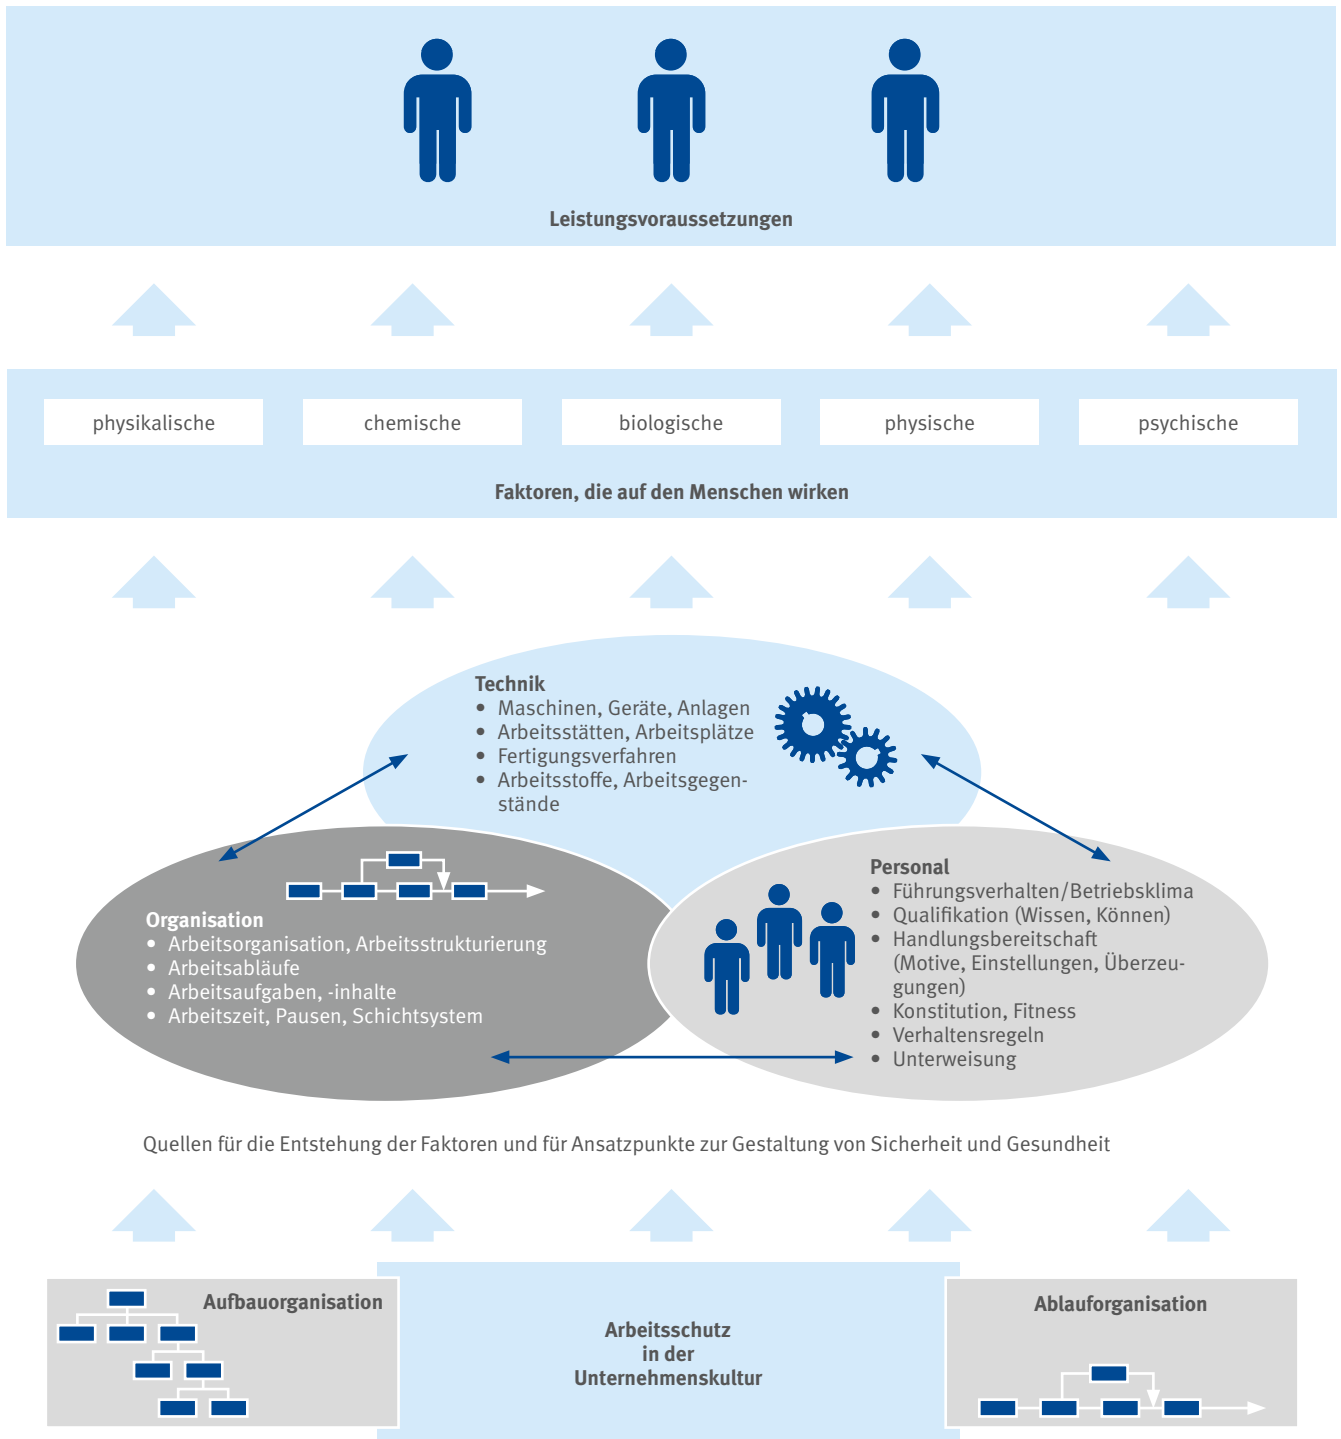 Leistungsvoraussetzungen
physikalische
chemische
biologische
physische
psychische
Faktoren, die auf den Menschen wirken
Technik
• Maschinen, Geräte, Anlagen
• Arbeitsstätten, Arbeitsplätze
• Fertigungsverfahren
• Arbeitsstoffe, Arbeitsgegen-
stände
Organisation
• Arbeitsorganisation, Arbeitsstrukturierung
• Arbeitsabläufe
• Arbeitsaufgaben, -inhalte
• Arbeitszeit, Pausen, Schichtsystem
Personal
• Führungsverhalten/Betriebsklima
• Qualifikation (Wissen, Können)
• Handlungsbereitschaft
(Motive, Einstellungen, Überzeu-
gungen)
• Konstitution, Fitness
• Verhaltensregeln
• Unterweisung
Quellen für die Entstehung der Faktoren und für Ansatzpunkte zur Gestaltung von Sicherheit und Gesundheit
Aufbauorganisation
Arbeitsschutz
in der
Unternehmenskultur
Ablauforganisation